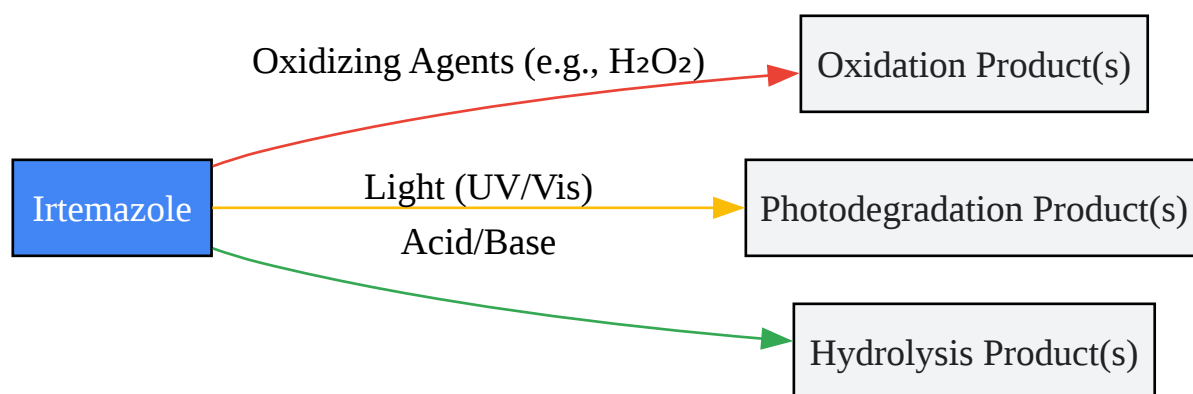 Oxidizing Agents (e.g., H₂O₂)
Oxidation Product(s)
Irtemazole
Light (UV/Vis)
Photodegradation Product(s)
Acid/Base
Hydrolysis Product(s)